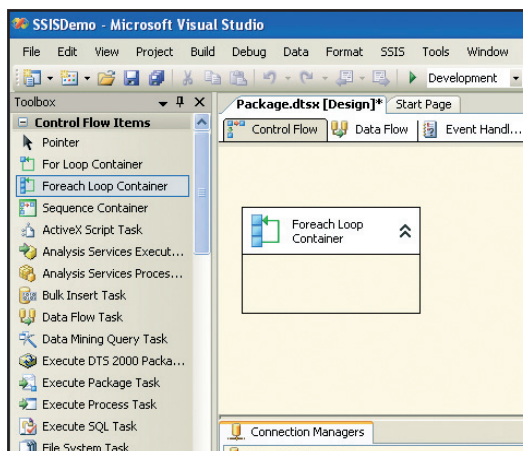 SSISDemo - Microsoft Visual Studio
File Edit View Project Build Debug Data Format SSIS Tools Window
Development
Toolbox
Package.dtsx [Design]* Start Page
Control Flow Items
Control Flow Data Flow Event Handl...
Pointer
For Loop Container
Foreach Loop Container
Sequence Container
ActiveX Script Task
Analysis Services Execut...
Analysis Services Proces...
Bulk Insert Task
Data Flow Task
Data Mining Query Task
Execute DTS 2000 Packa...
Execute Package Task
Execute Process Task
Execute SQL Task
File System Task
Foreach Loop
Container
Connection Managers